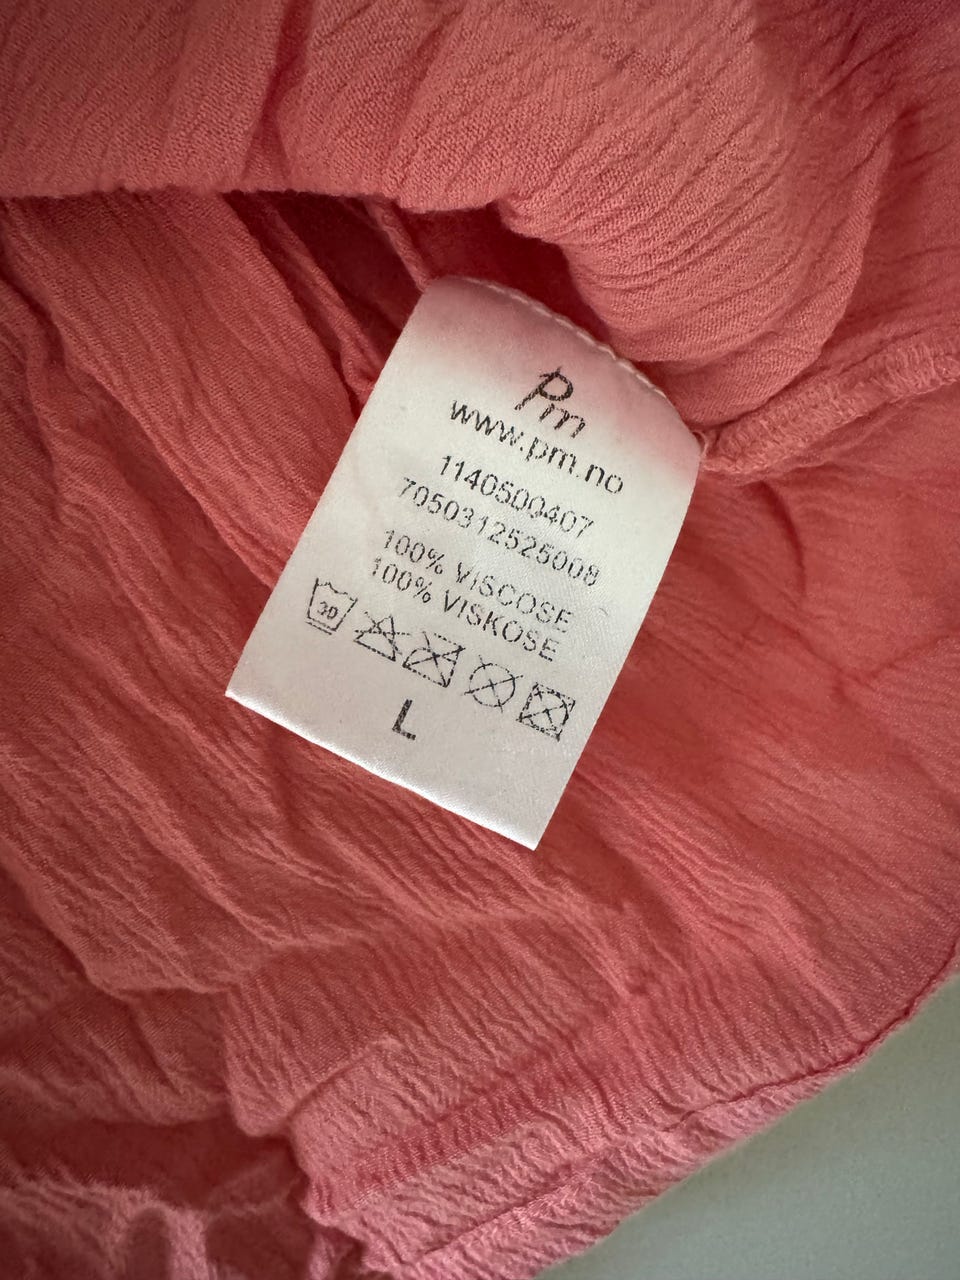 Pm
www.pm.no
1140500407
7050312525008
100% VISCOSE
100% VISKOSE
30
L